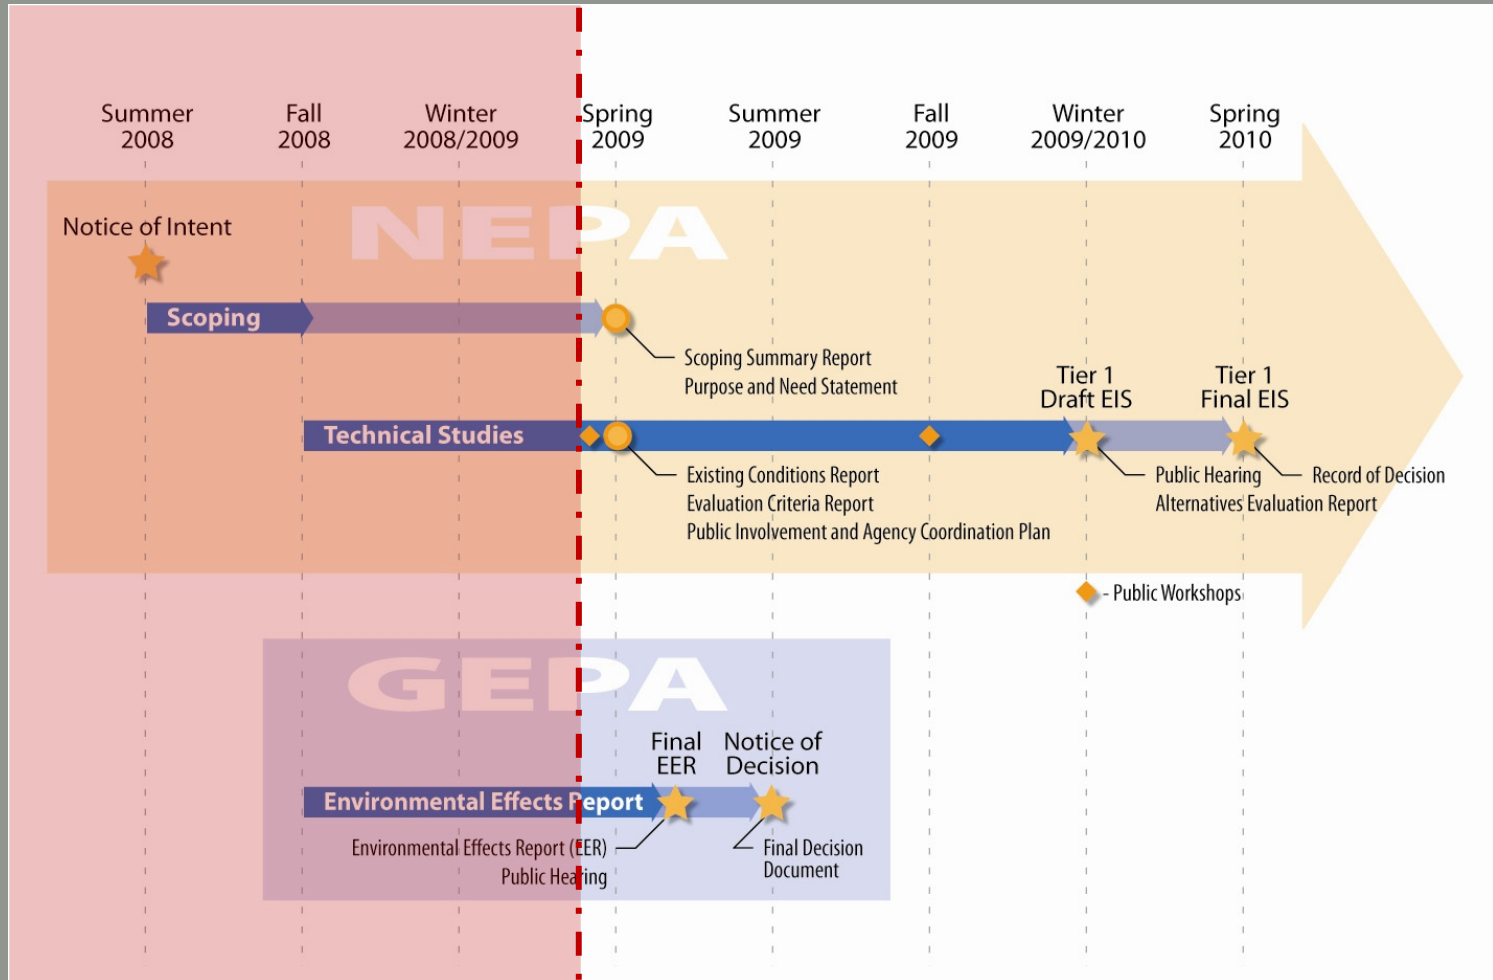 Summer
2008
Fall
2008
Winter
2008/2009
Spring
2009
Summer
2009
Fall
2009
Winter
2009/2010
Spring
2010
NEPA
Notice of Intent
Scoping
Scoping Summary Report
Purpose and Need Statement
Tier 1
Draft EIS
Tier 1
Final EIS
Technical Studies
Existing Conditions Report
Evaluation Criteria Report
Public Involvement and Agency Coordination Plan
Public Hearing
Alternatives Evaluation Report
Record of Decision
- Public Workshops
GEPA
Final
EER
Notice of
Decision
Environmental Effects Report
Environmental Effects Report (EER)
Public Hearing
Final Decision
Document